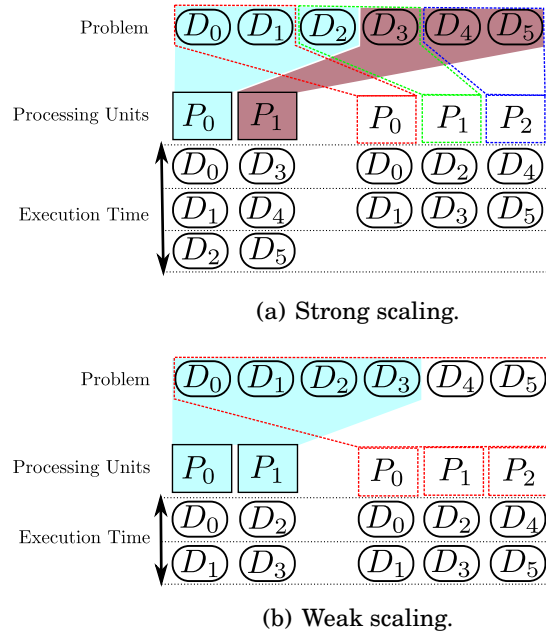 Problem D0 D1 D2 D3 D4 D5
Processing Units P0 P1 P0 P1 P2
D0 D3 D0 D2 D4
Execution Time D1 D4 D1 D3 D5
D2 D5
(a) Strong scaling.
Problem D0 D1 D2 D3 D4 D5
Processing Units P0 P1 P0 P1 P2
D0 D2 D0 D2 D4
Execution Time
D1 D3 D1 D3 D5
(b) Weak scaling.